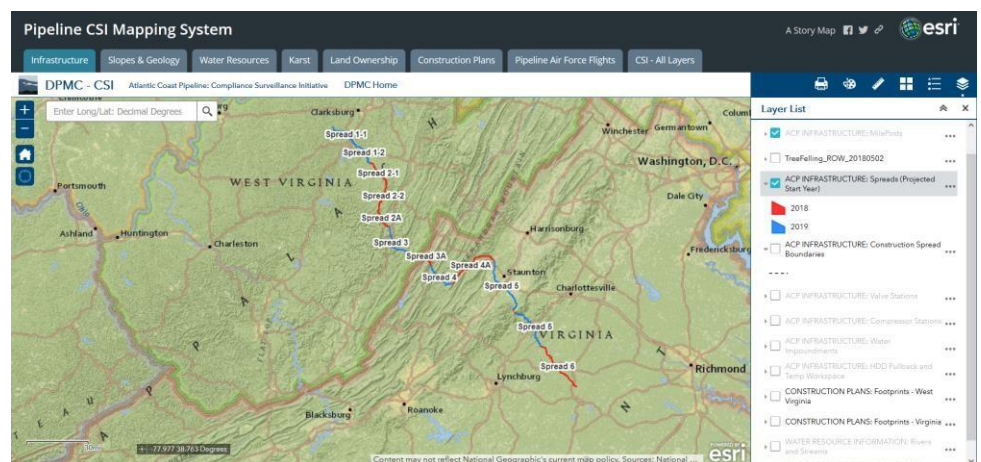 Pipeline CSI Mapping System
A Story Map
esri
Infrastructure
Slopes & Geology
Water Resources
Karst
Land Ownership
Construction Plans
Pipeline Air Force Flights
CSI - All Layers
DPMC - CSI
Atlantic Coast Pipeline: Compliance Surveillance Initiative
DPMC Home
+
−
Enter Long/Lat: Decimal Degrees
Clarksburg
Spread 1-1
Spread 1-2
Spread 2-1
Spread 2-2
Spread 2A
Spread 3
Spread 3A
Spread 4
Spread 4A
Spread 5
Spread 5
Spread 6
Winchester
Germantown
Colum
Washington, D.C.
Dale City
Portsmouth
Ohio
WEST VIRGINIA
Ashland
Huntington
Charleston
Harrisonburg
Fredericksburg
Staunton
Charlottesville
VIRGINIA
Richmond
Lynchburg
Roanoke
Blacksburg
-77.977 38.763 Degrees
Content may not reflect National Geographic's current map policy. Sources: National ...
POWERED BY
esri
Layer List
ACP INFRASTRUCTURE: MilePosts
TreeFelling_ROW_20180502
ACP INFRASTRUCTURE: Spreads (Projected
Start Year)
2018
2019
ACP INFRASTRUCTURE: Construction Spread
Boundaries
ACP INFRASTRUCTURE: Valve Stations
ACP INFRASTRUCTURE: Compressor Stations
ACP INFRASTRUCTURE: Water
Impoundments
ACP INFRASTRUCTURE: HDD Pullback and
Temp Workspace
CONSTRUCTION PLANS: Footprints - West
Virginia
CONSTRUCTION PLANS: Footprints - Virginia
WATER RESOURCE INFORMATION: Rivers
and Streams